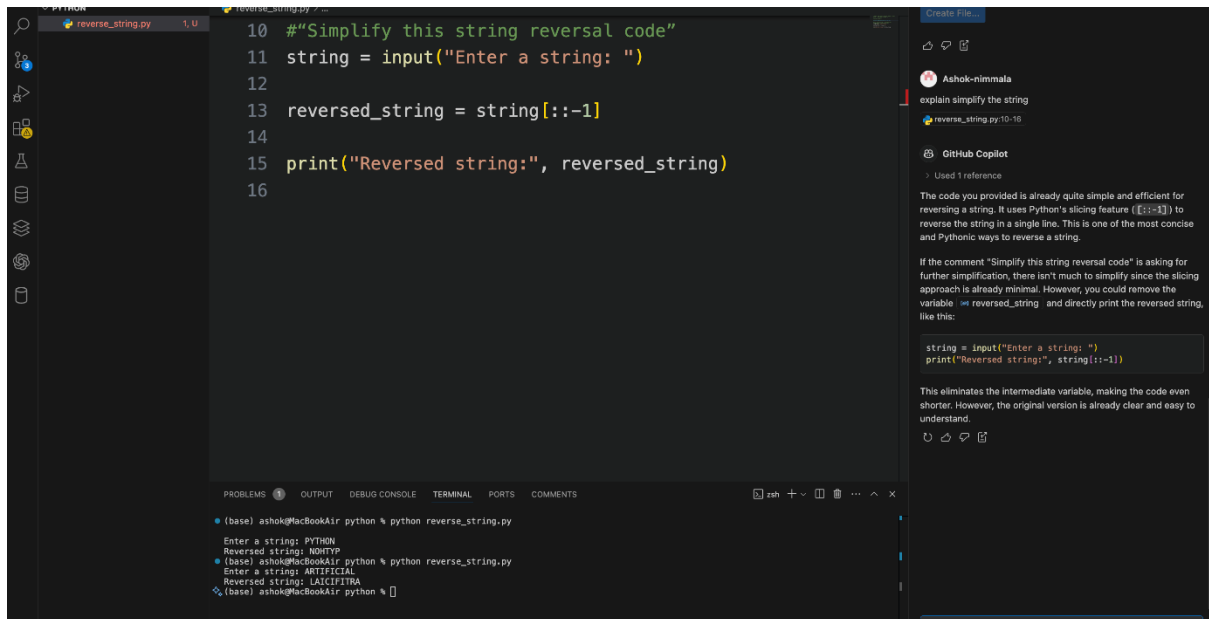 PYTHON
reverse_string.py 1, U
3
reverse_string.py > ...
10 #“Simplify this string reversal code”
11 string = input("Enter a string: ")
12
13 reversed_string = string[::-1]
14
15 print("Reversed string:", reversed_string)
16
PROBLEMS 1 OUTPUT DEBUG CONSOLE TERMINAL PORTS COMMENTS zsh
(base) ashok@MacBookAir python % python reverse_string.py
Enter a string: PYTHON
Reversed string: NOHTYP
(base) ashok@MacBookAir python % python reverse_string.py
Enter a string: ARTIFICIAL
Reversed string: LAICIFITRA
(base) ashok@MacBookAir python %
Create File...
Ashok-nimmala
explain simplify the string
reverse_string.py:10-16
GitHub Copilot
> Used 1 reference
The code you provided is already quite simple and efficient for
reversing a string. It uses Python's slicing feature ( [::-1] ) to
reverse the string in a single line. This is one of the most concise
and Pythonic ways to reverse a string.
If the comment "Simplify this string reversal code" is asking for
further simplification, there isn't much to simplify since the slicing
approach is already minimal. However, you could remove the
variable reversed_string and directly print the reversed string,
like this:
string = input("Enter a string: ")
print("Reversed string:", string[::-1])
This eliminates the intermediate variable, making the code even
shorter. However, the original version is already clear and easy to
understand.